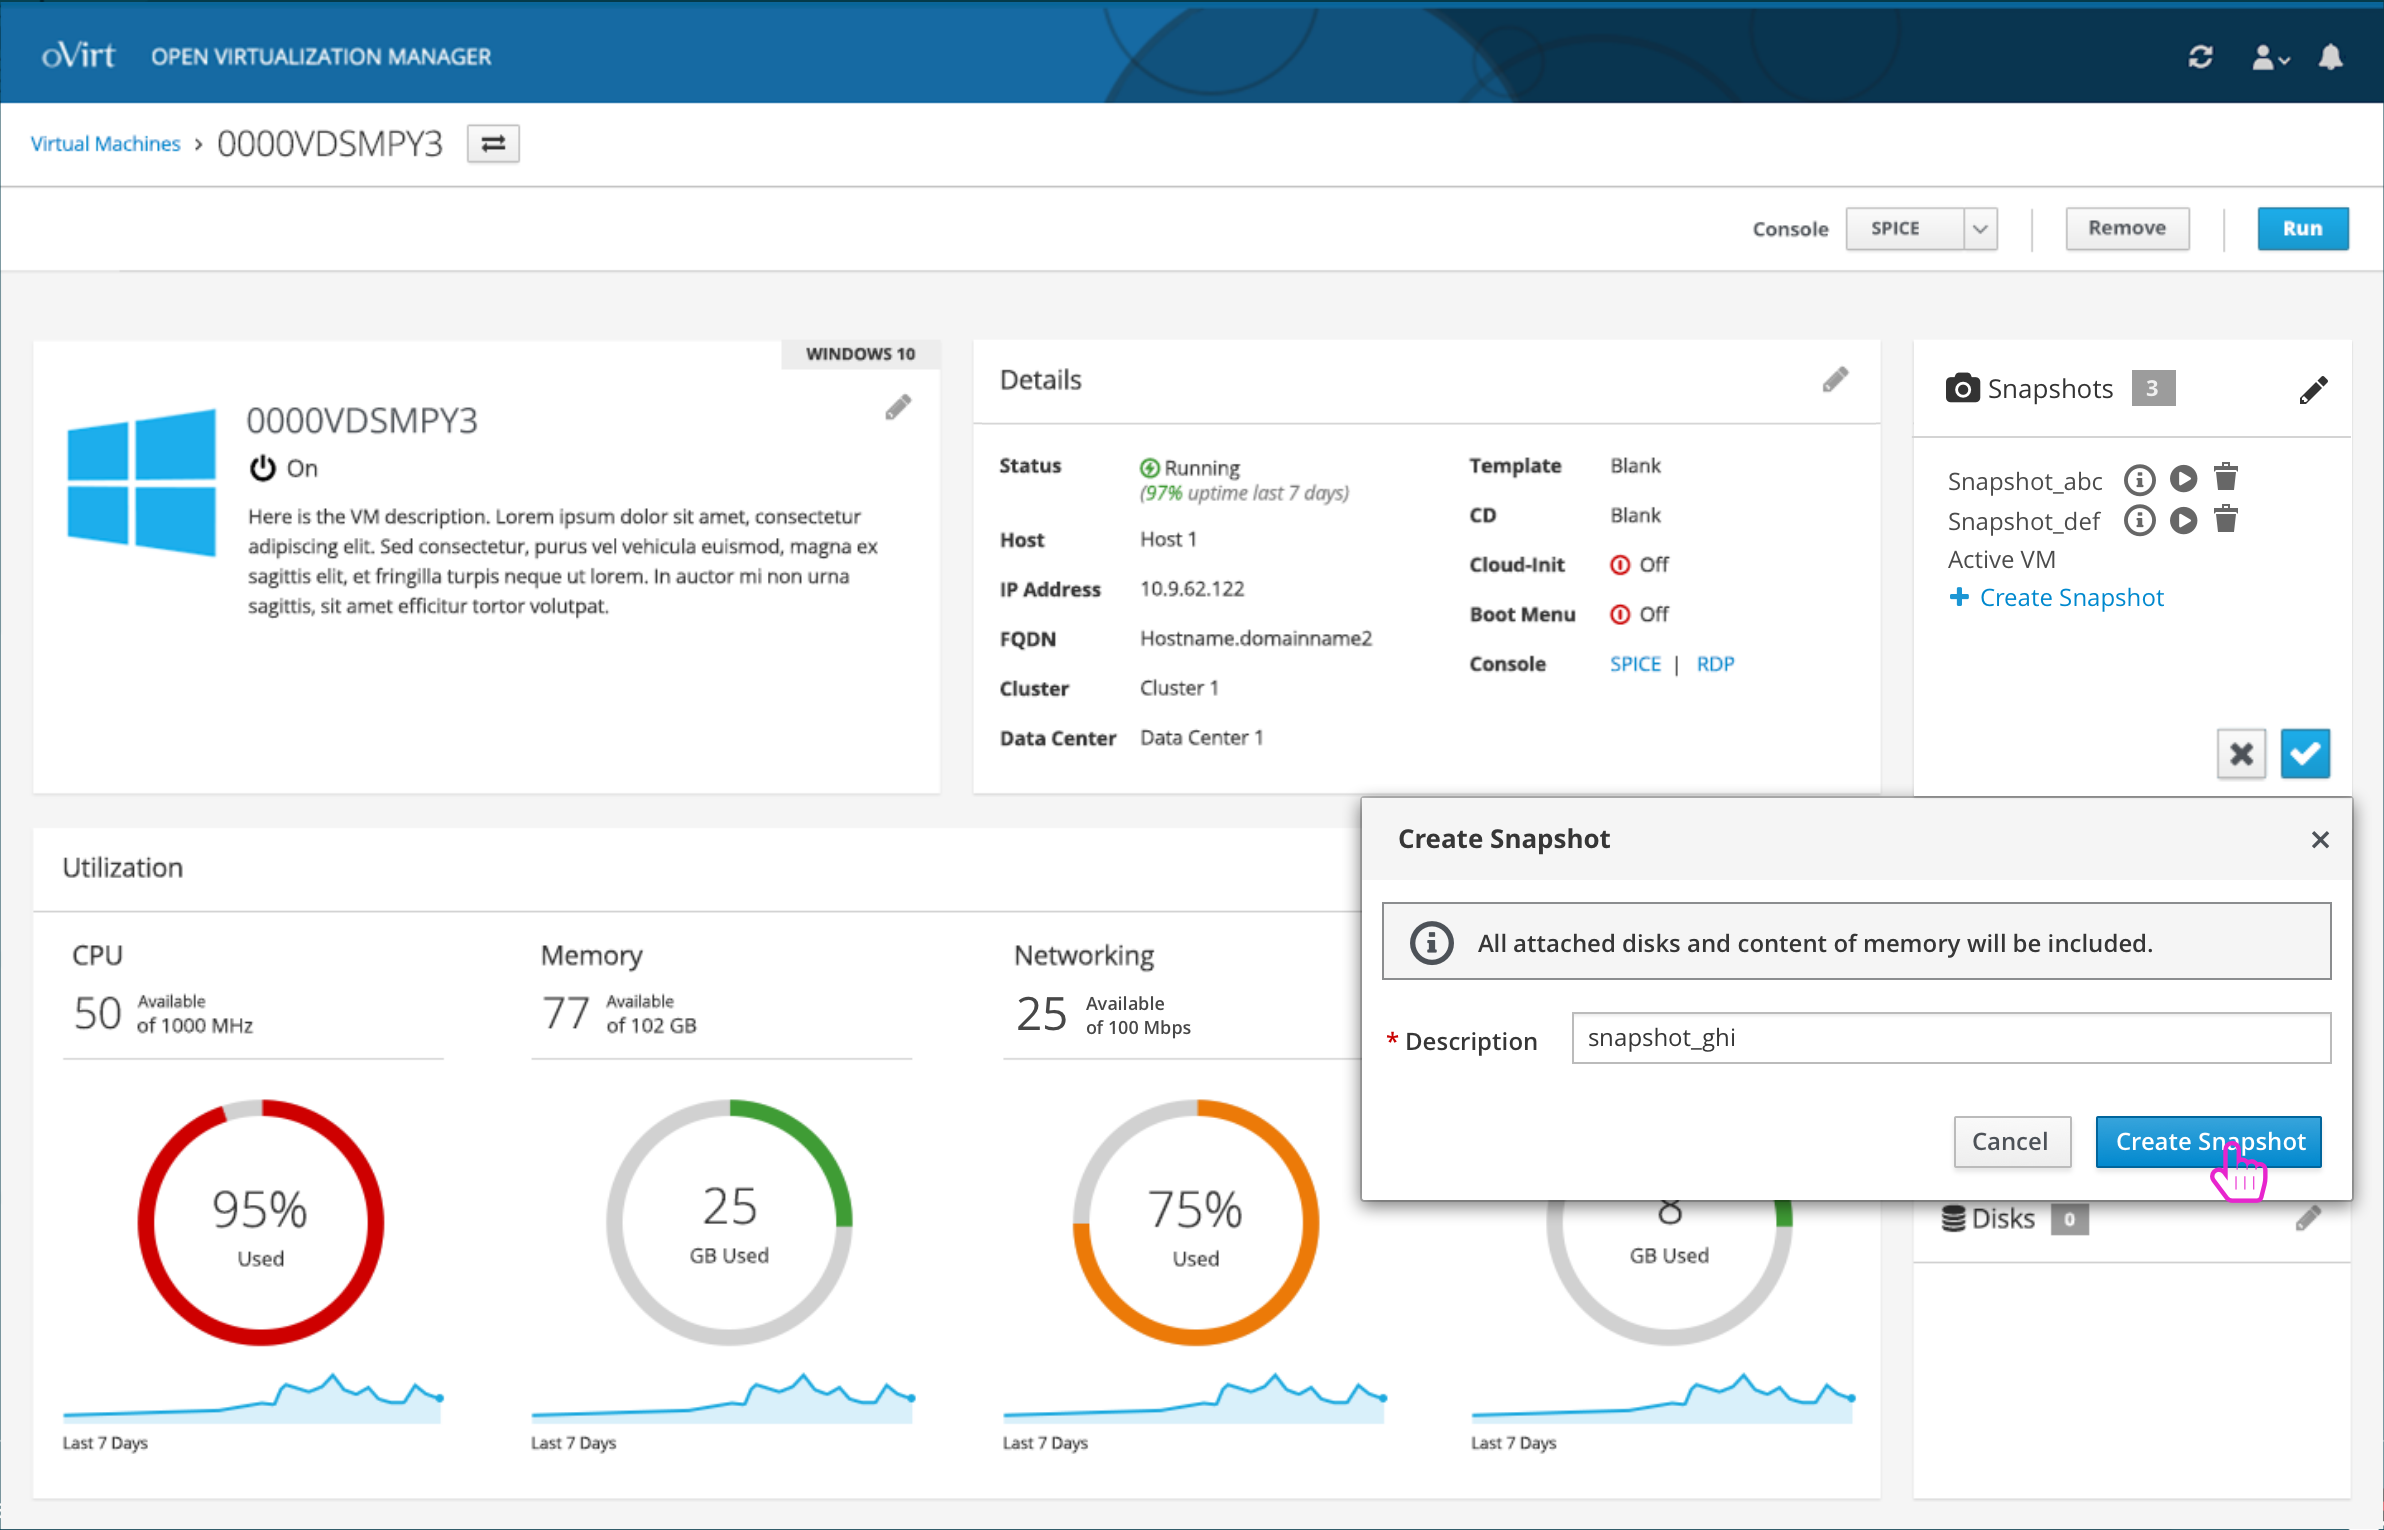 oVirt OPEN VIRTUALIZATION MANAGER
Virtual Machines > 0000VDSMPY3
Console SPICE Remove Run
WINDOWS 10
0000VDSMPY3
On
Here is the VM description. Lorem ipsum dolor sit amet, consectetur
adipiscing elit. Sed consectetur, purus vel vehicula euismod, magna ex
sagittis elit, et fringilla turpis neque ut lorem. In auctor mi non urna
sagittis, sit amet efficitur tortor volutpat.
Details
Status Running
(97% uptime last 7 days)
Host Host 1
IP Address 10.9.62.122
FQDN Hostname.domainname2
Cluster Cluster 1
Data Center Data Center 1
Template Blank
CD Blank
Cloud-Init Off
Boot Menu Off
Console SPICE | RDP
Snapshots 3
Snapshot_abc
Snapshot_def
Active VM
+ Create Snapshot
Create Snapshot
All attached disks and content of memory will be included.
* Description snapshot_ghi
Cancel Create Snapshot
Utilization
CPU
50 Available
of 1000 MHz
95%
Used
Last 7 Days
Memory
77 Available
of 102 GB
25
GB Used
Last 7 Days
Networking
25 Available
of 100 Mbps
75%
Used
Last 7 Days
8
GB Used
Last 7 Days
Disks 0